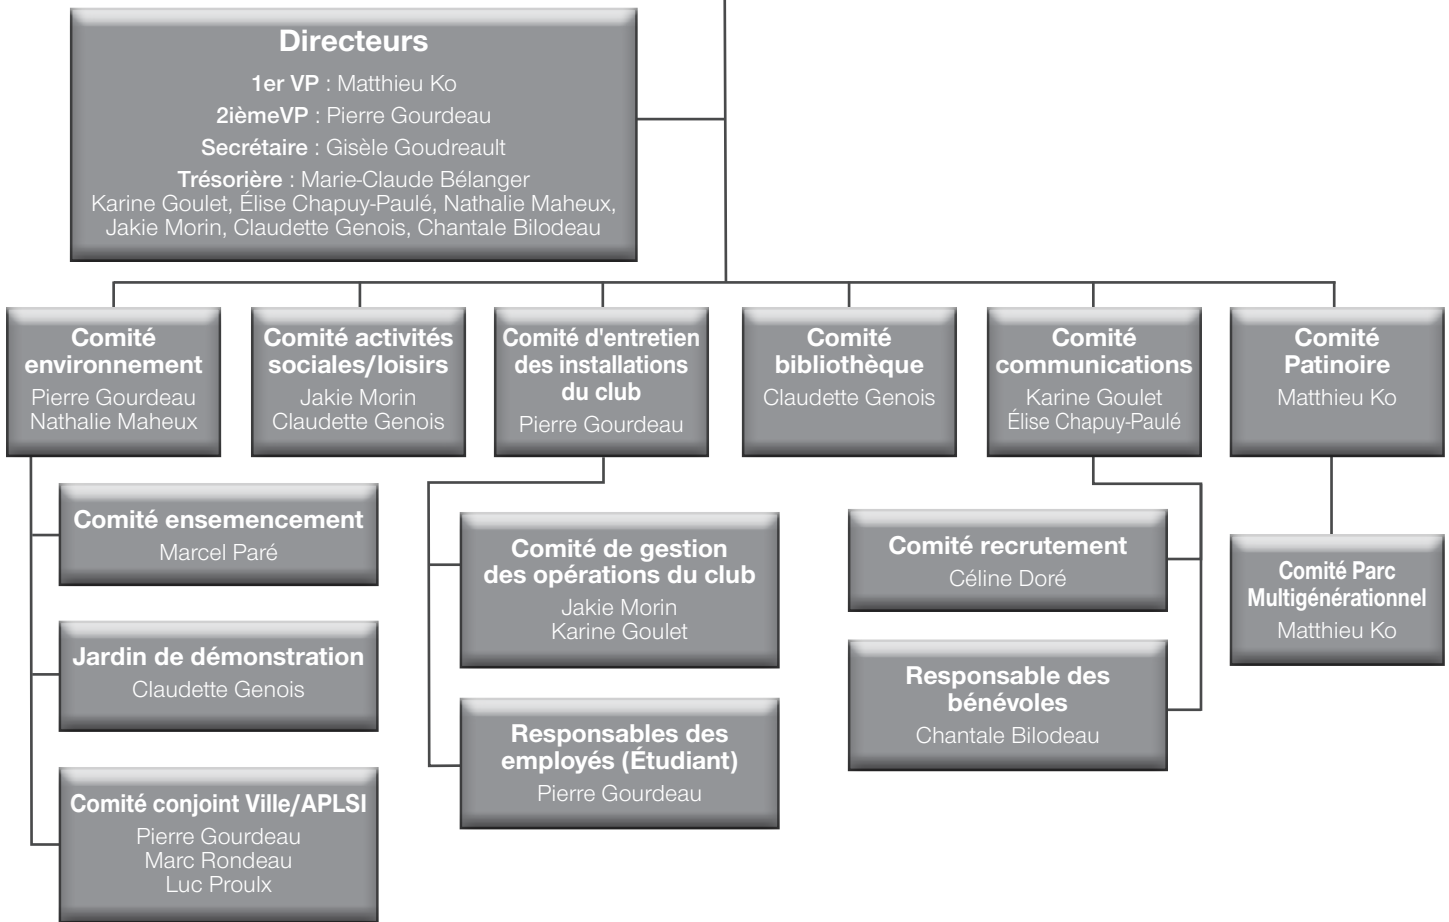 Directeurs
1er VP : Matthieu Ko
2ièmeVP : Pierre Gourdeau
Secrétaire : Gisèle Goudreault
Trésorière : Marie-Claude Bélanger
Karine Goulet, Élise Chapuy-Paulé, Nathalie Maheux,
Jakie Morin, Claudette Genois, Chantale Bilodeau
Comité
environnement
Pierre Gourdeau
Nathalie Maheux
Comité activités
sociales/loisirs
Jakie Morin
Claudette Genois
Comité d'entretien
des installations
du club
Pierre Gourdeau
Comité
bibliothèque
Claudette Genois
Comité
communications
Karine Goulet
Élise Chapuy-Paulé
Comité
Patinoire
Matthieu Ko
Comité ensemencement
Marcel Paré
Jardin de démonstration
Claudette Genois
Comité conjoint Ville/APLSI
Pierre Gourdeau
Marc Rondeau
Luc Proulx
Comité de gestion
des opérations du club
Jakie Morin
Karine Goulet
Responsables des
employés (Étudiant)
Pierre Gourdeau
Comité recrutement
Céline Doré
Responsable des
bénévoles
Chantale Bilodeau
Comité Parc
Multigénérationnel
Matthieu Ko